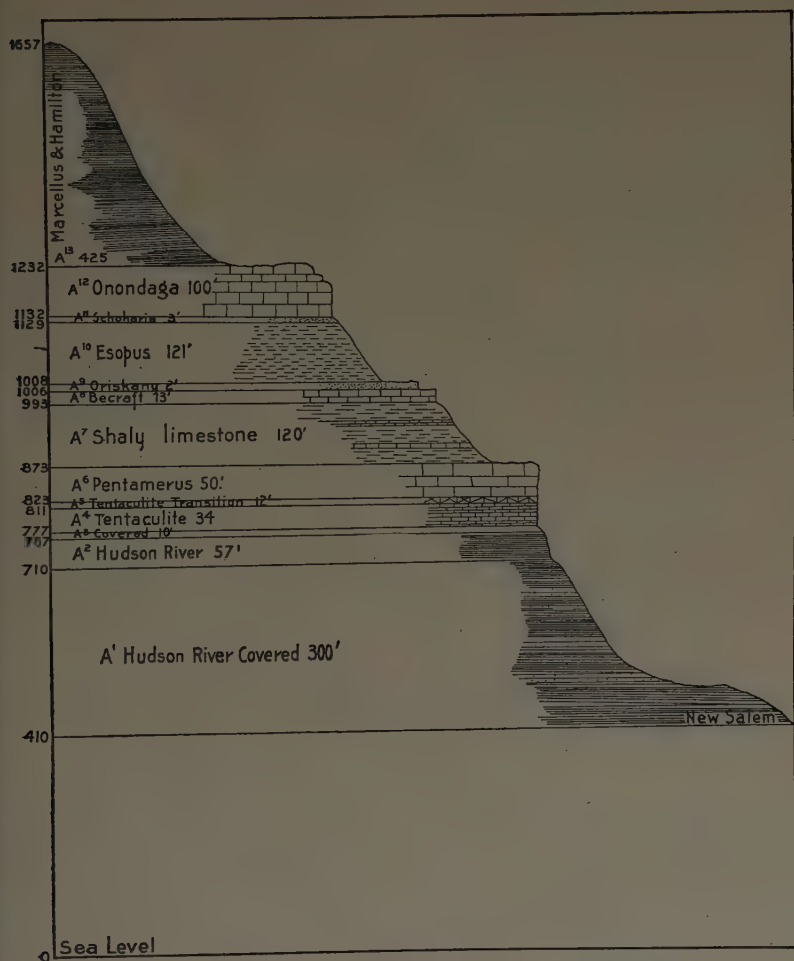 1657
Marcellus & Hamilton
A¹³ 425
1232
A¹² Onondaga 100'
1132
A¹¹ Schoharie 3'
1129
A¹⁰ Esopus 121'
1008
A⁹ Oriskany 2'
1006
A⁸ Becraft 13'
993
A⁷ Shaly limestone 120'
873
A⁶ Pentamerus 50'
823
A⁵ Tentaculite Transition 12'
811
A⁴ Tentaculite 34
777
A³ Covered 10'
767
A² Hudson River 57'
710
A¹ Hudson River Covered 300'
New Salem
410
0
Sea Level